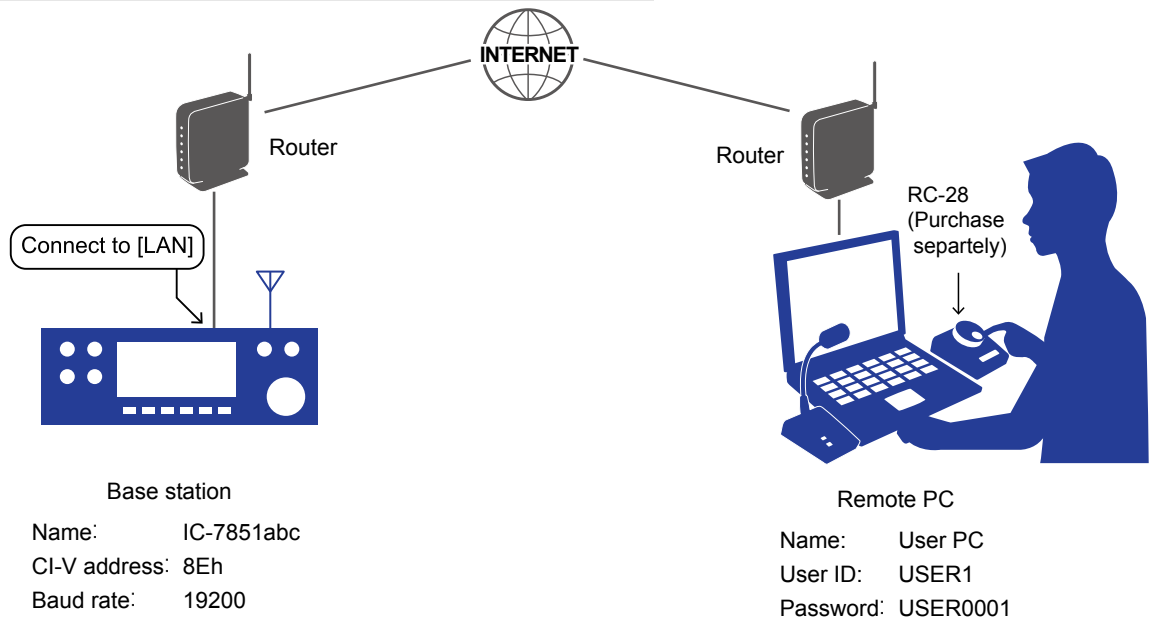 INTERNET
Router
Router
RC-28
(Purchase
separtely)
Connect to [LAN]
Base station
Name: IC-7851abc
CI-V address: 8Eh
Baud rate: 19200
Remote PC
Name: User PC
User ID: USER1
Password: USER0001